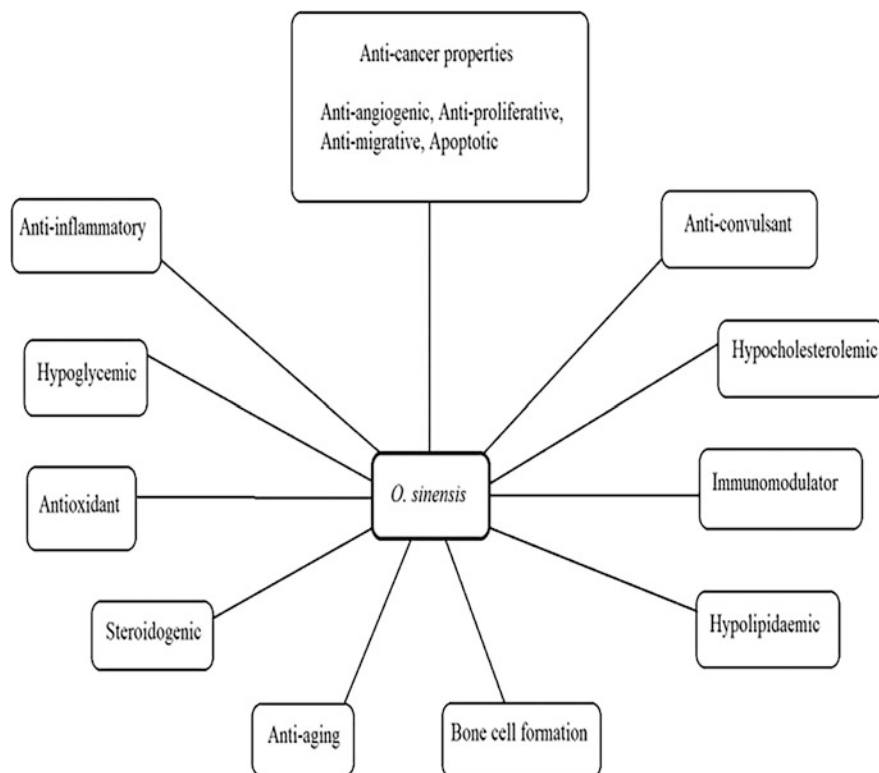 Anti-cancer properties
Anti-angiogenic, Anti-proliferative,
Anti-migrative, Apoptotic
Anti-inflammatory
Anti-convulsant
Hypoglycemic
Hypocholesterolemic
O. sinensis
Antioxidant
Immunomodulator
Steroidogenic
Hypolipidaemic
Anti-aging
Bone cell formation